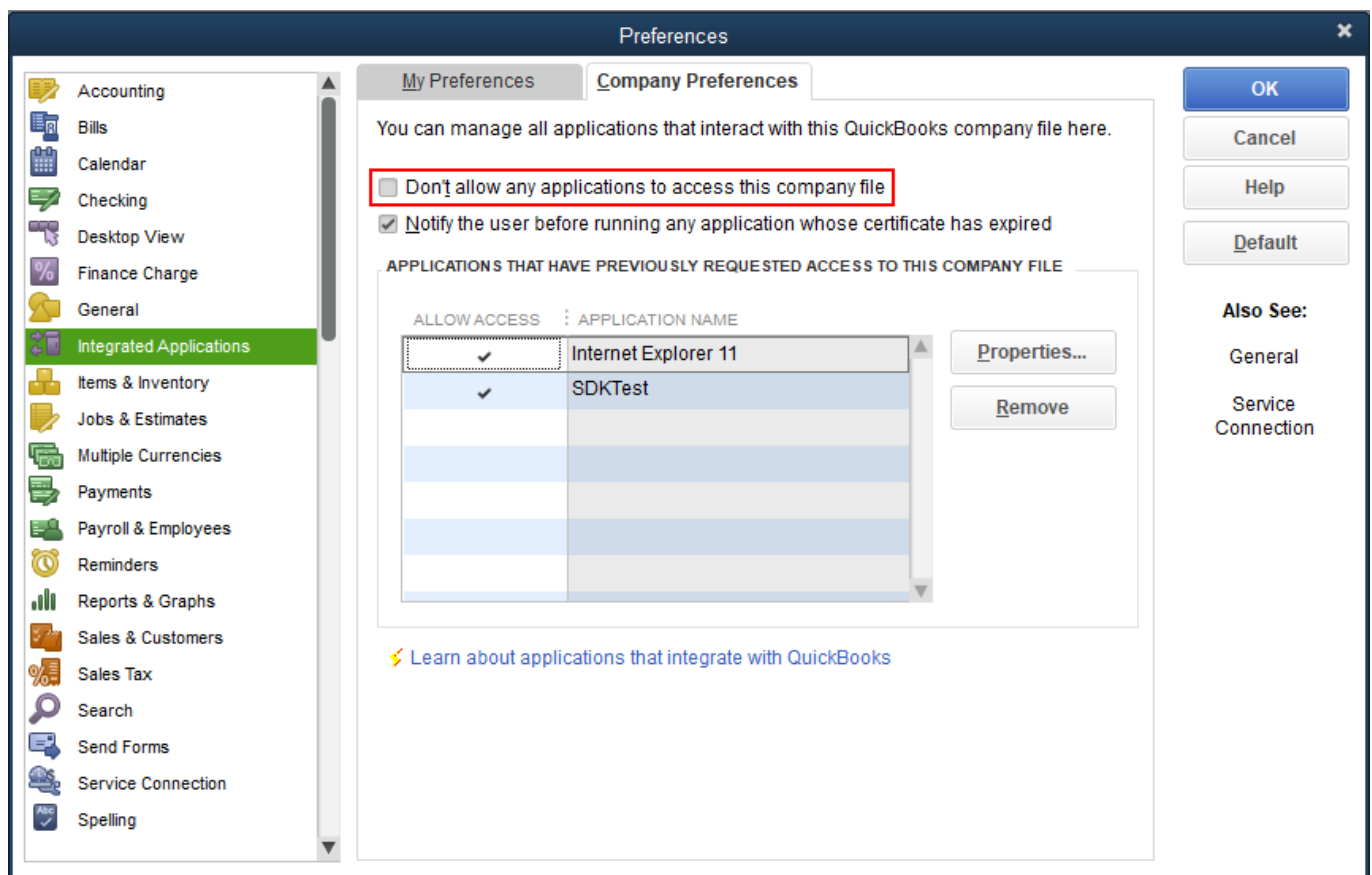 Preferences
Accounting
Bills
Calendar
Checking
Desktop View
Finance Charge
General
Integrated Applications
Items & Inventory
Jobs & Estimates
Multiple Currencies
Payments
Payroll & Employees
Reminders
Reports & Graphs
Sales & Customers
Sales Tax
Search
Send Forms
Service Connection
Abc
Spelling
My Preferences
Company Preferences
You can manage all applications that interact with this QuickBooks company file here.
Don't allow any applications to access this company file
Notify the user before running any application whose certificate has expired
APPLICATIONS THAT HAVE PREVIOUSLY REQUESTED ACCESS TO THIS COMPANY FILE
ALLOW ACCESS APPLICATION NAME
Internet Explorer 11
SDKTest
Properties...
Remove
Learn about applications that integrate with QuickBooks
OK
Cancel
Help
Default
Also See:
General
Service
Connection